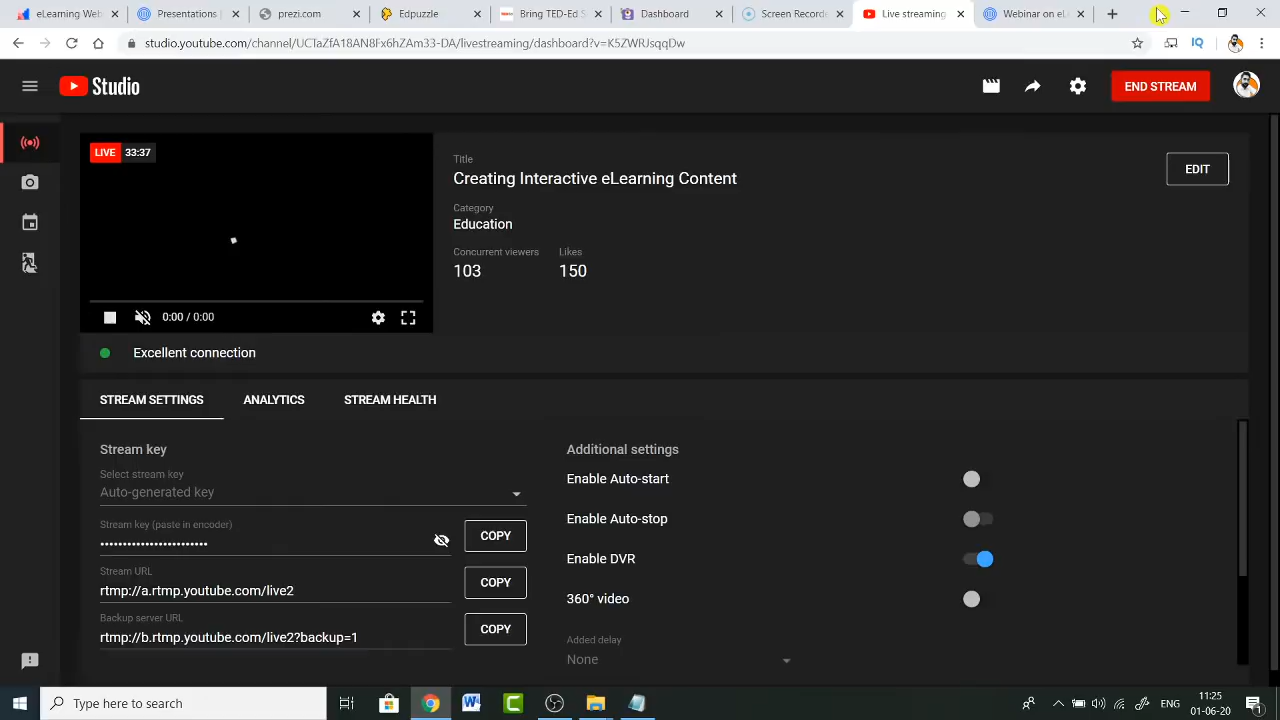 eLearning Web
Presentations
prezi.com
Edpuzzle
Bring TED-Ed S
Dashboard
Screen Recorde
Live streaming
Webinar on eLe
studio.youtube.com/channel/UCTaZfA18AN8Fx6hZAm33-DA/livestreaming/dashboard?v=K5ZWRUsqqDw
IQ
Studio
END STREAM
LIVE 33:37
Title
Creating Interactive eLearning Content
EDIT
Category
Education
Concurrent viewers
Likes
103
150
0:00 / 0:00
Excellent connection
STREAM SETTINGS
ANALYTICS
STREAM HEALTH
Stream key
Select stream key
Auto-generated key
Stream key (paste in encoder)
••••••••••••••••••••••••
COPY
Stream URL
rtmp://a.rtmp.youtube.com/live2
COPY
Backup server URL
rtmp://b.rtmp.youtube.com/live2?backup=1
COPY
Additional settings
Enable Auto-start
Enable Auto-stop
Enable DVR
360° video
Added delay
None
Type here to search
ENG
11:25
01-06-20